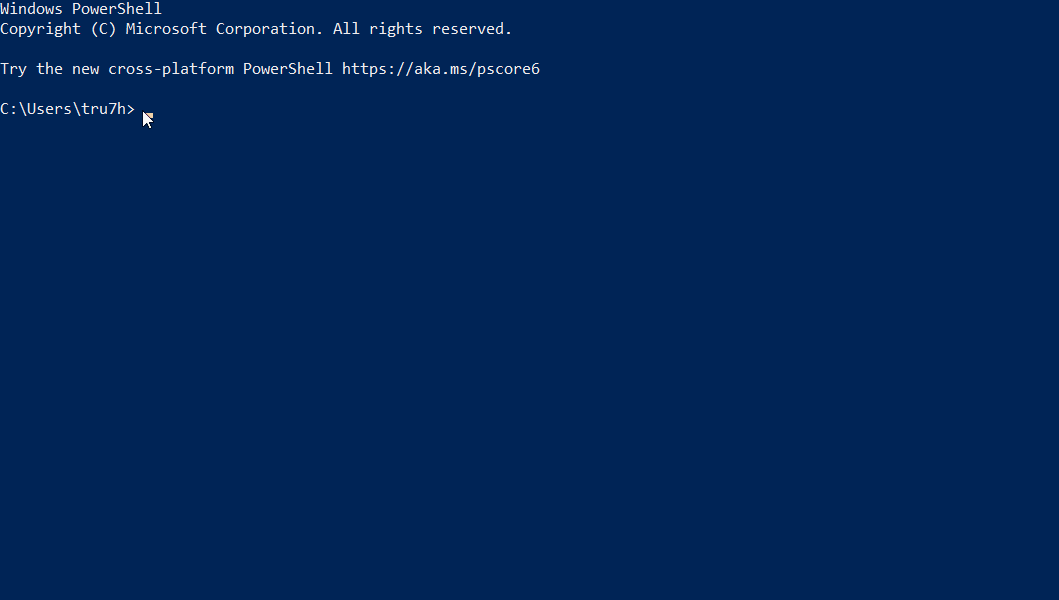 Windows PowerShell
Copyright (C) Microsoft Corporation. All rights reserved.
Try the new cross-platform PowerShell https://aka.ms/pscore6
C:\Users\tru7h>